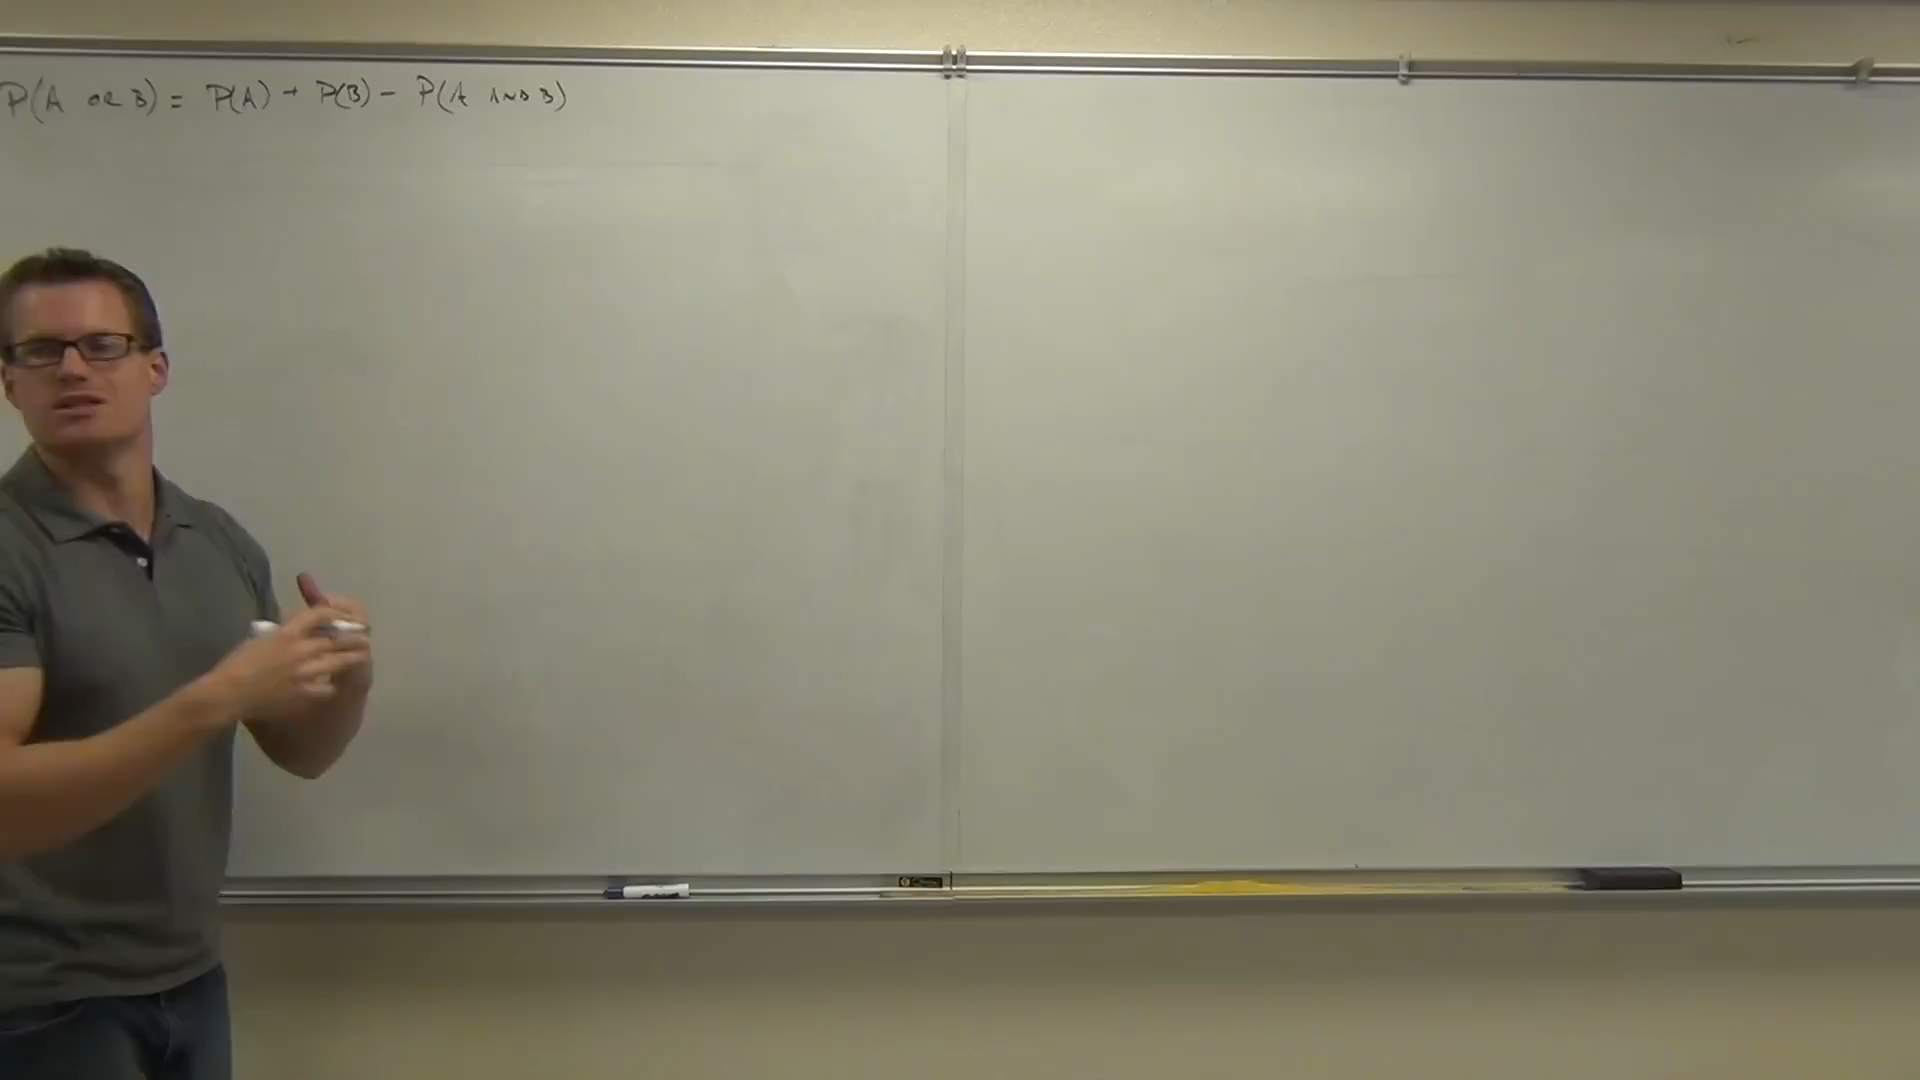 P(A OR B) = P(A) + P(B) - P(A AND B)